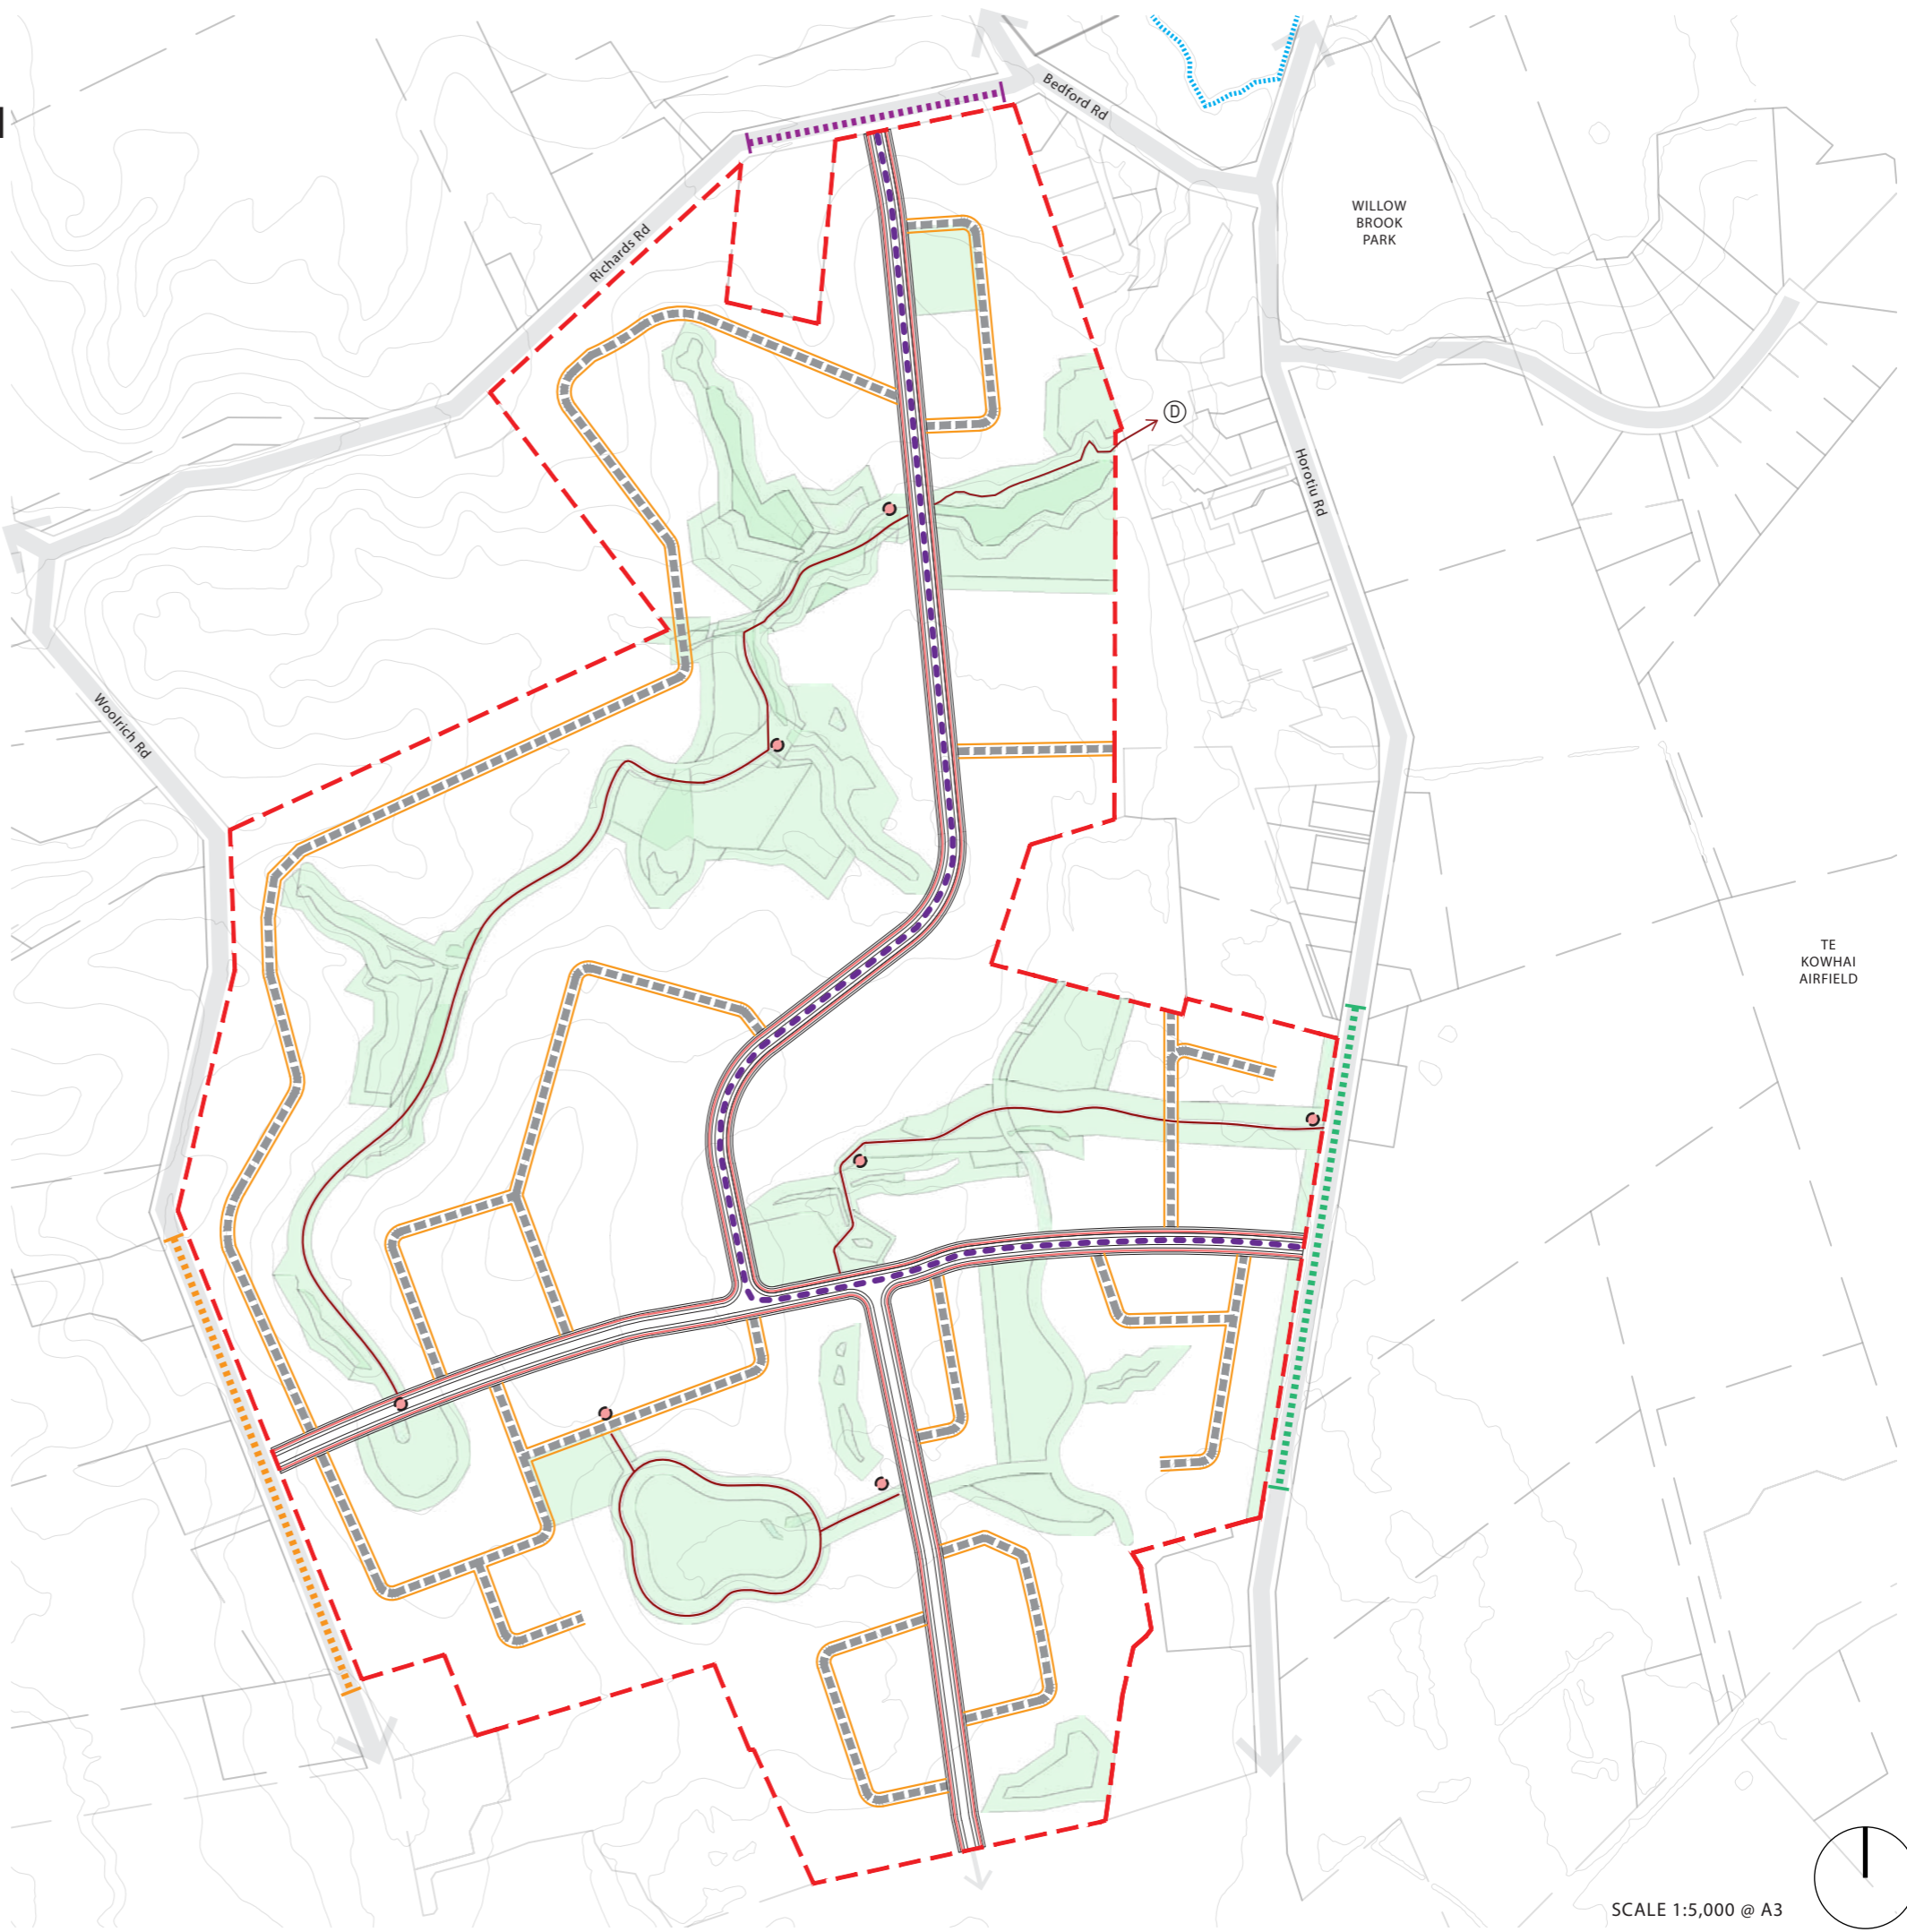 Bedford Rd
WILLOW
BROOK
PARK
Richards Rd
D
Horotiu Rd
Woolrich Rd
TE
KOWHAI
AIRFIELD
SCALE 1:5,000 @ A3